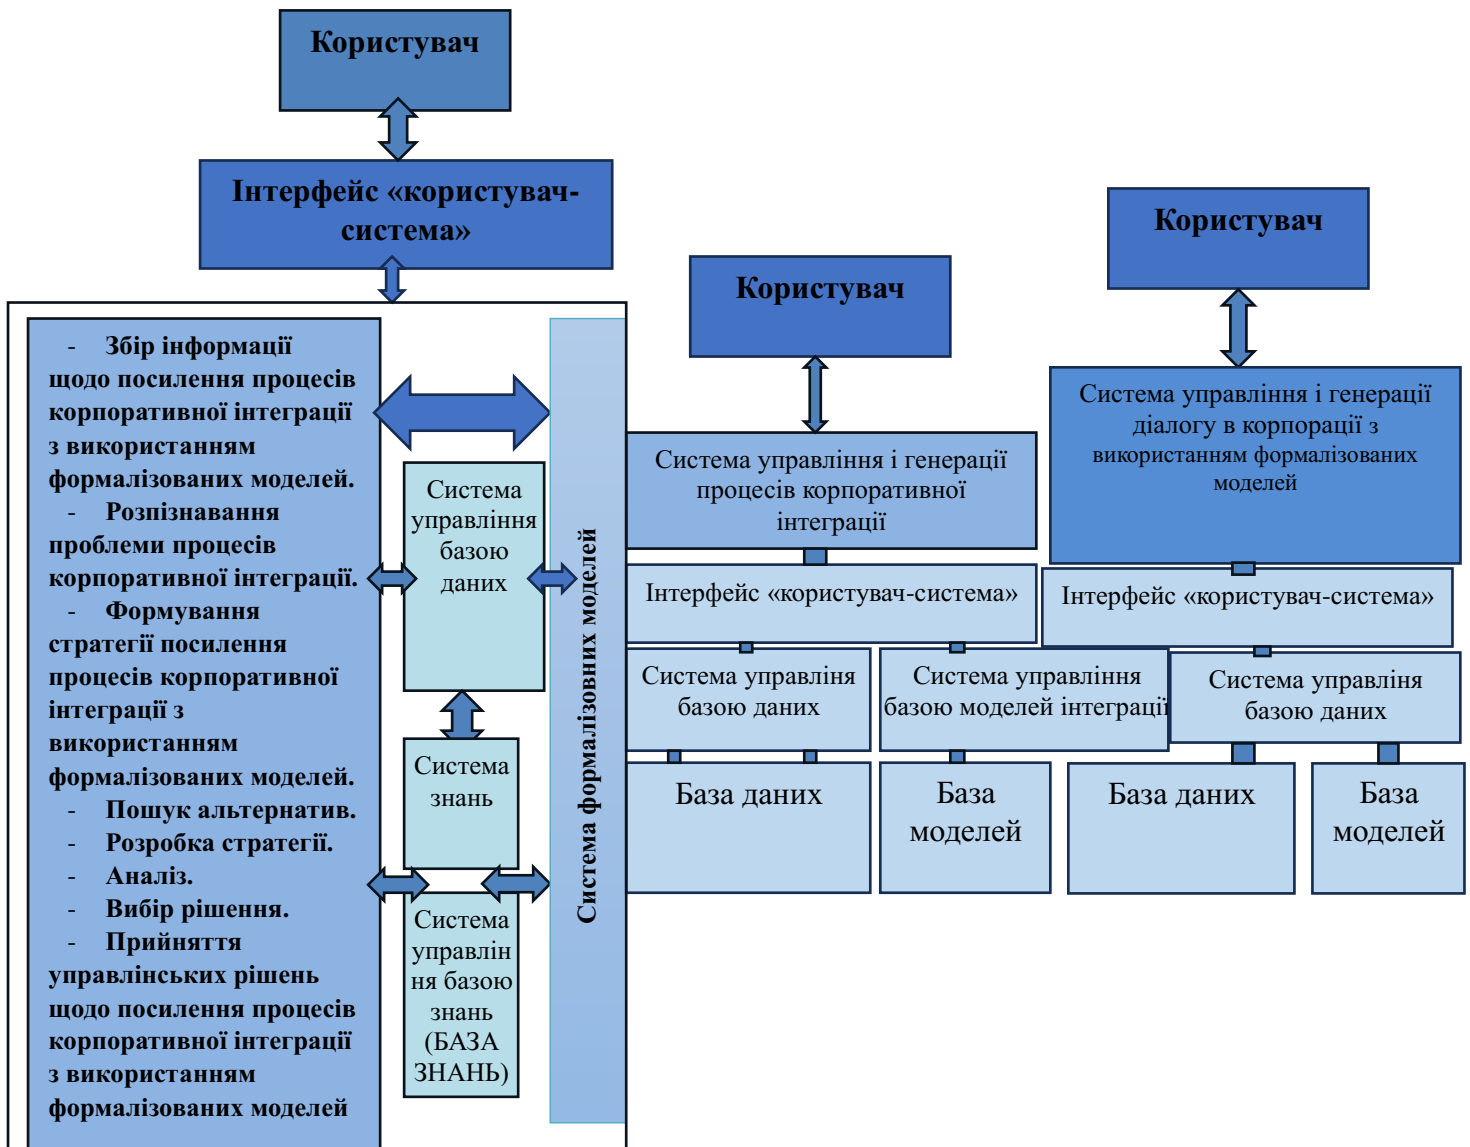 Користувач
Інтерфейс «користувач-
система»
- Збір інформації
щодо посилення процесів
корпоративної інтеграції
з використанням
формалізованих моделей.
- Розпізнавання
проблеми процесів
корпоративної інтеграції.
- Формування
стратегії посилення
процесів корпоративної
інтеграції з
використанням
формалізованих моделей.
- Пошук альтернатив.
- Розробка стратегії.
- Аналіз.
- Вибір рішення.
- Прийняття
управлінських рішень
щодо посилення процесів
корпоративної інтеграції
з використанням
формалізованих моделей
Система
управління
базою
даних
Система
знань
Система
управлін
ня базою
знань
(БАЗА
ЗНАНЬ)
Система формалізовних моделей
Користувач
Система управління і генерації
процесів корпоративної
інтеграції
Інтерфейс «користувач-система»
Система управліня
базою даних
Система управління
базою моделей інтеграції
База даних
База
моделей
Користувач
Система управління і генерації
діалогу в корпорації з
використанням формалізованих
моделей
Інтерфейс «користувач-система»
Система управліня
базою даних
База даних
База
моделей